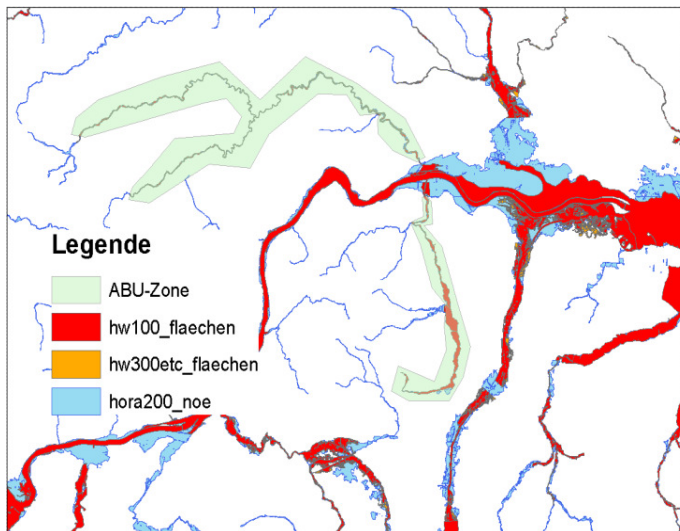 Legende
ABU-Zone
hw100_flaechen
hw300etc_flaechen
hora200_noe